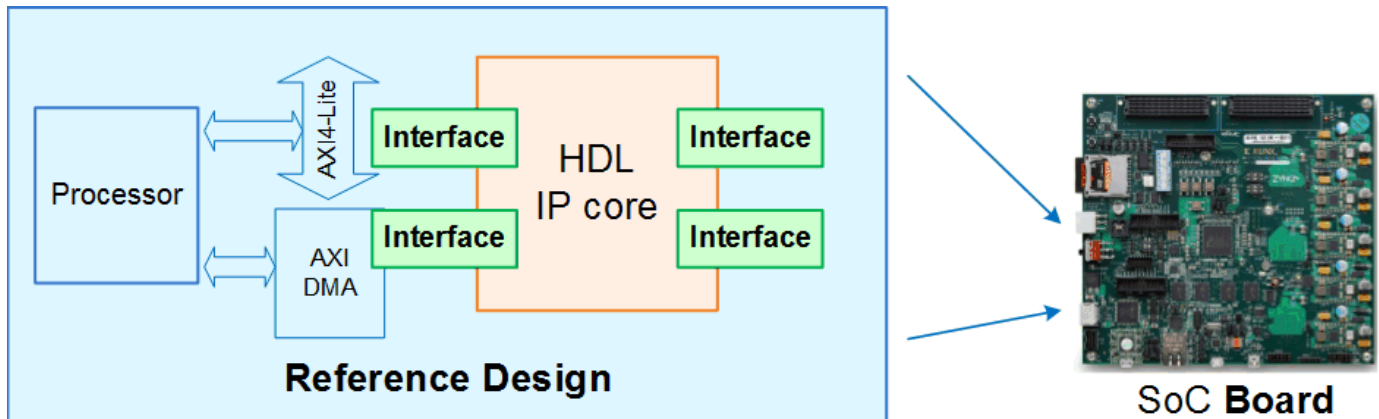 Processor
AXI4-Lite
AXI
DMA
Interface
Interface
HDL
IP core
Interface
Interface
Reference Design
SoC Board